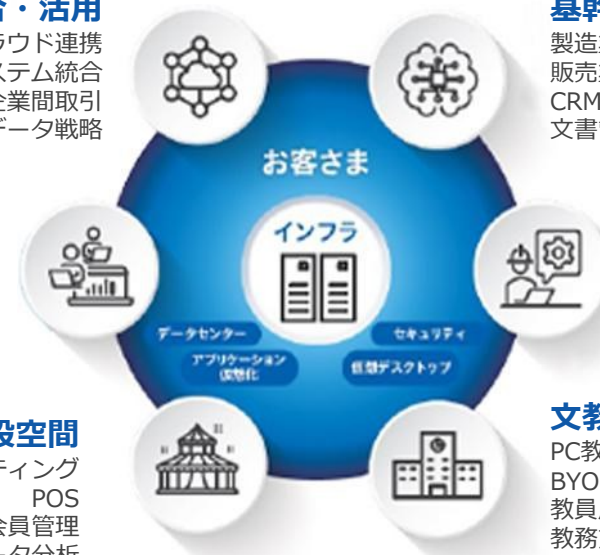 合・活用
ラウド連携
ステム統合
企業間取引
データ戦略
基幹
製造
販売
CRM
文書
お客さま
インフラ
データセンター
セキュリティ
アプリケーション
仮想化
仮想デスクトップ
設空間
ティング
POS
会員管理
ータ分析
文教
PC教
BYO
教員
教務